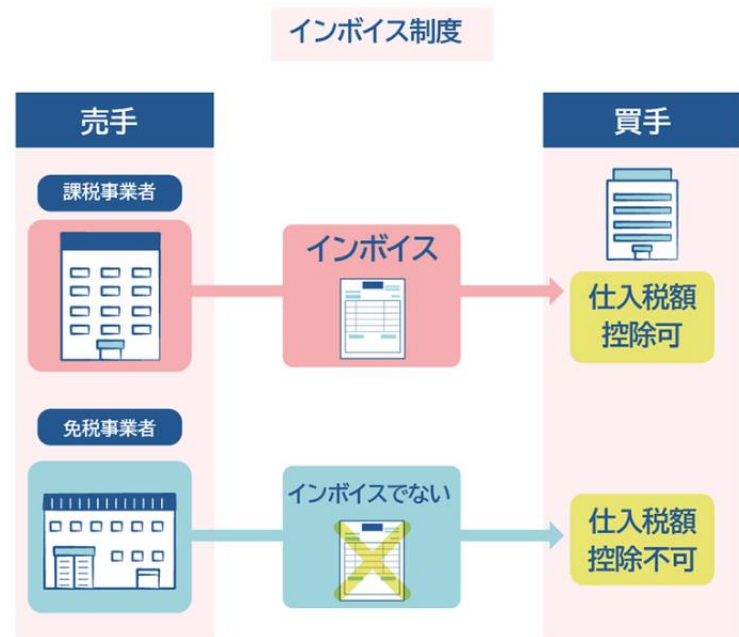 インボイス制度
売手
買手
課税事業者
インボイス
仕入税額
控除可
免税事業者
インボイスでない
仕入税額
控除不可